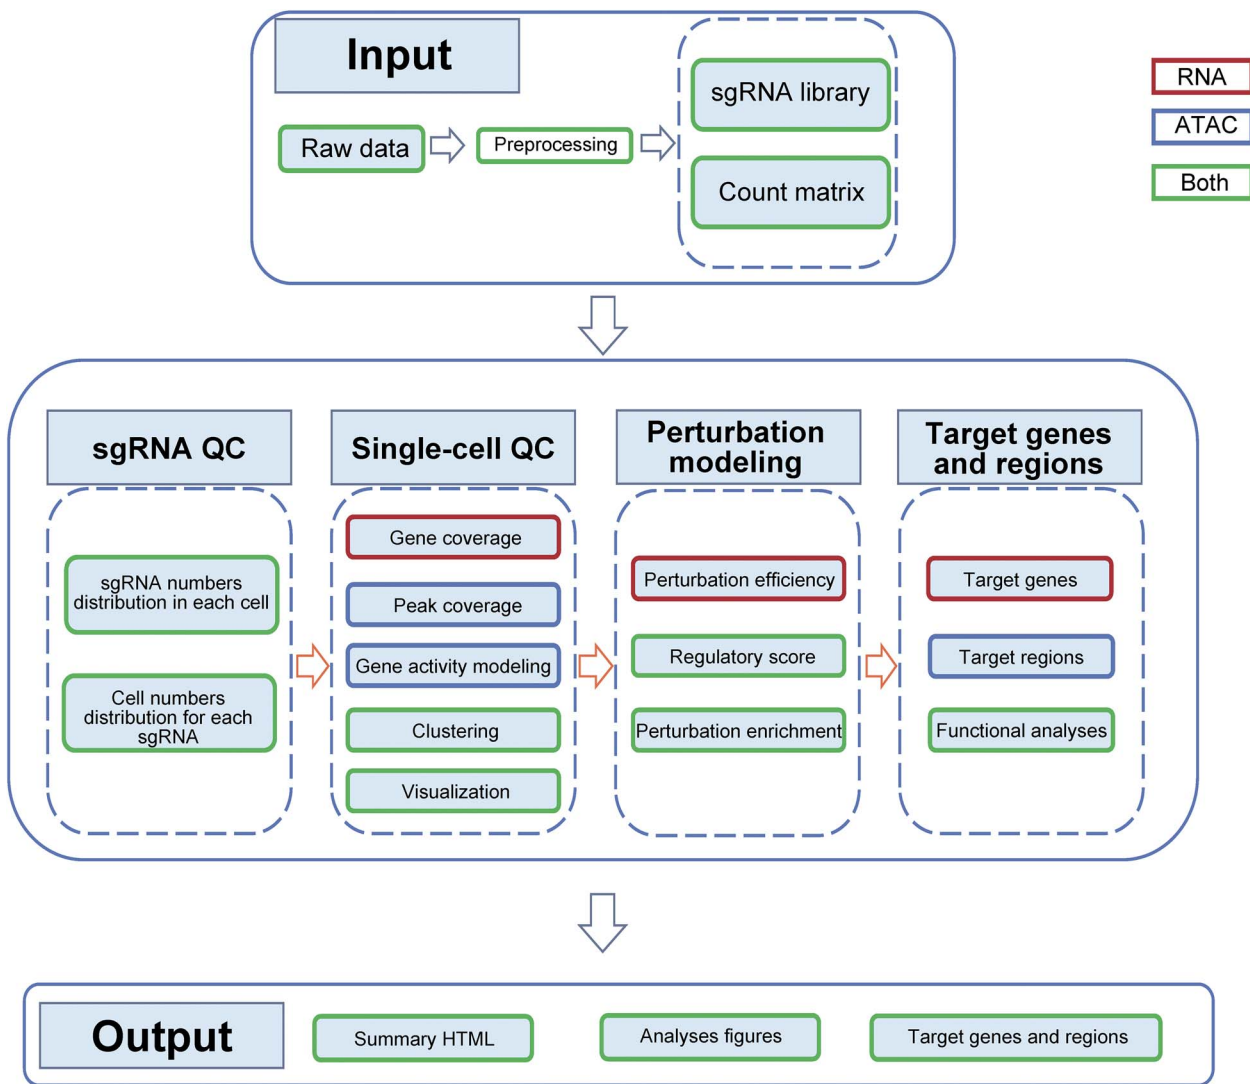 Input
Raw data
Preprocessing
sgRNA library
Count matrix
RNA
ATAC
Both
sgRNA QC
sgRNA numbers
distribution in each cell
Cell numbers
distribution for each
sgRNA
Single-cell QC
Gene coverage
Peak coverage
Gene activity modeling
Clustering
Visualization
Perturbation
modeling
Perturbation efficiency
Regulatory score
Perturbation enrichment
Target genes
and regions
Target genes
Target regions
Functional analyses
Output
Summary HTML
Analyses figures
Target genes and regions